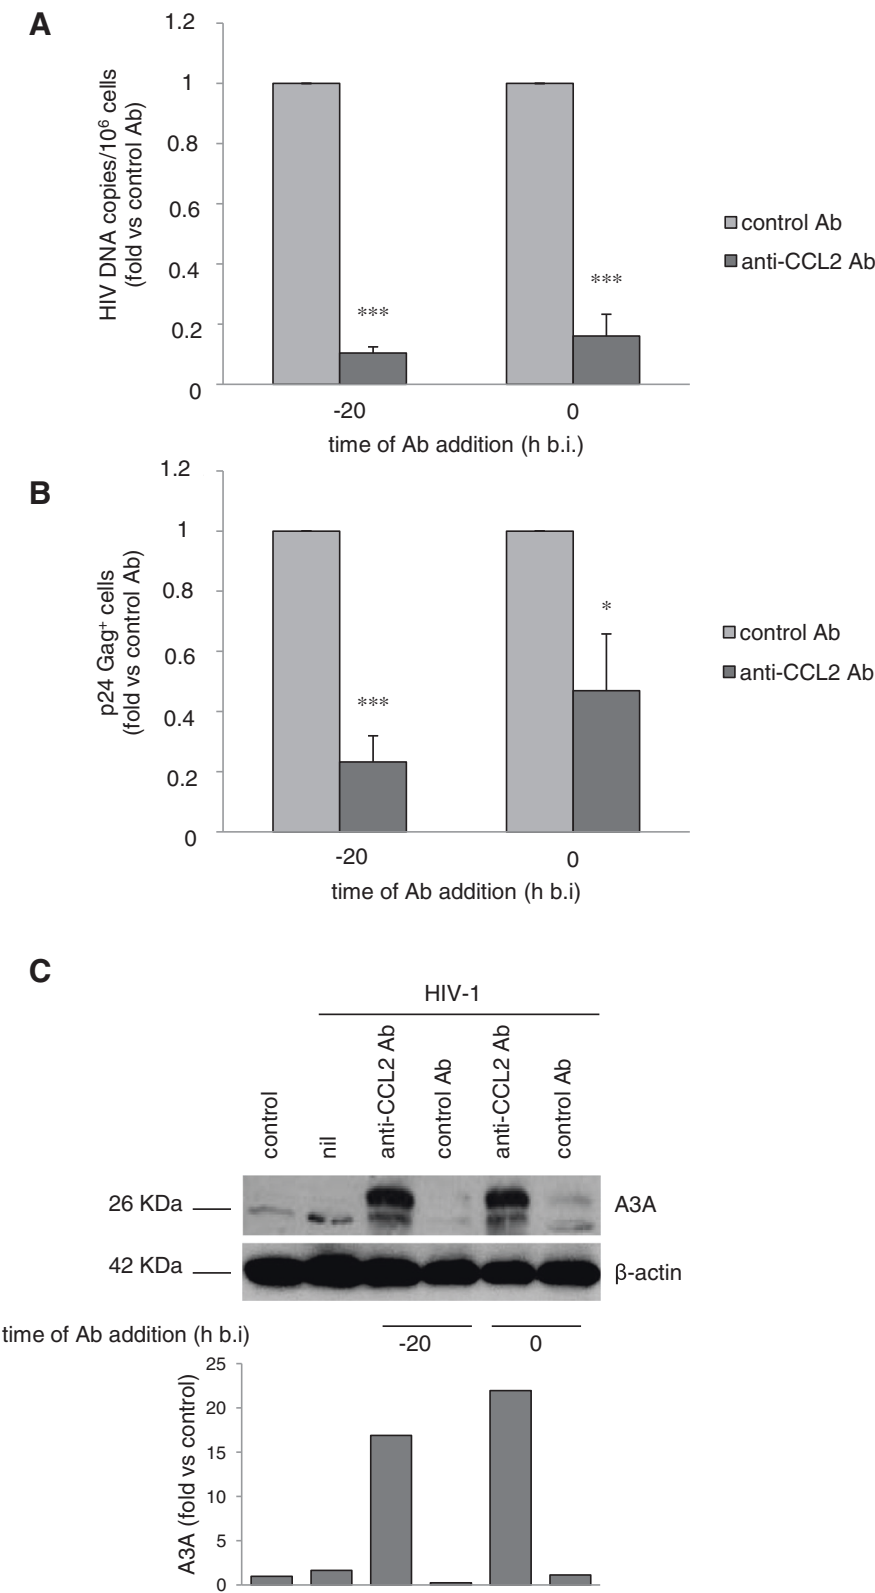 A
1.2
1
0.8
0.6
0.4
0.2
0
HIV DNA copies/10⁶ cells
(fold vs control Ab)
***
***
control Ab
anti-CCL2 Ab
-20
0
time of Ab addition (h b.i.)
B
1.2
1
0.8
0.6
0.4
0.2
0
p24 Gag⁺ cells
(fold vs control Ab)
***
*
control Ab
anti-CCL2 Ab
-20
0
time of Ab addition (h b.i)
C
HIV-1
control
nil
anti-CCL2 Ab
control Ab
anti-CCL2 Ab
control Ab
26 KDa
A3A
42 KDa
β-actin
time of Ab addition (h b.i)
-20
0
A3A (fold vs control)
25
20
15
10
5
0